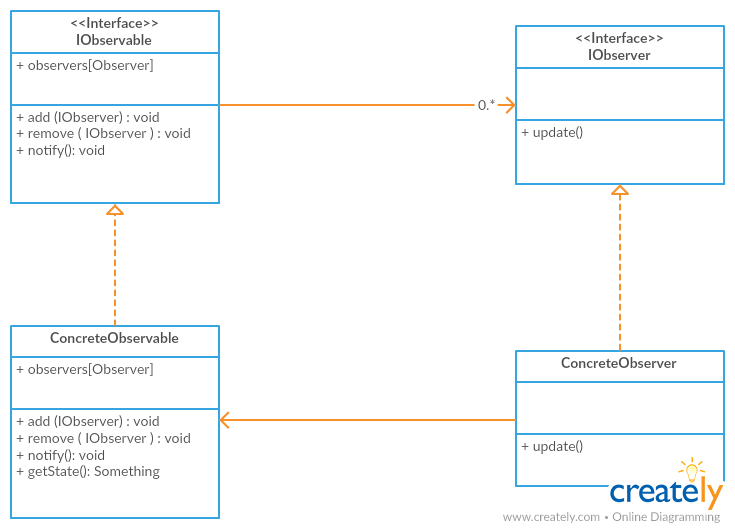 <<Interface>>
IObservable
+ observers[Observer]
+ add (IObserver) : void
+ remove ( IObserver ) : void
+ notify(): void
<<Interface>>
IObserver
+ update()
0.*
ConcreteObservable
+ observers[Observer]
+ add (IObserver) : void
+ remove ( IObserver ) : void
+ notify(): void
+ getState(): Something
ConcreteObserver
+ update()
creately
www.creately.com • Online Diagramming